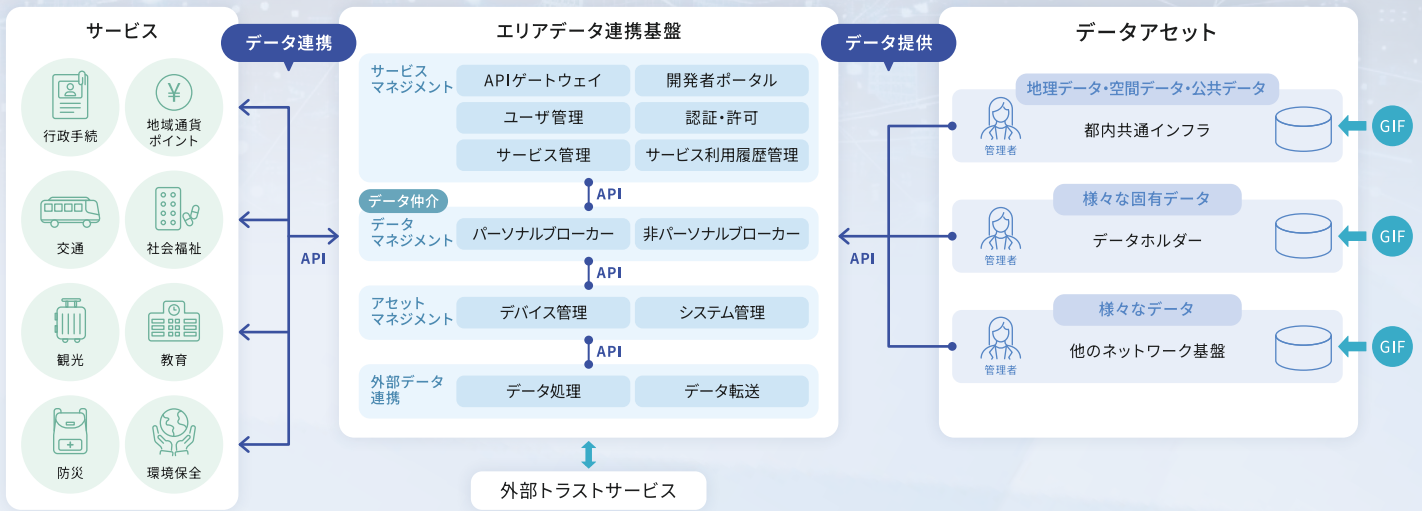 サービス
行政手続
地域通貨
ポイント
交通
社会福祉
観光
教育
防災
環境保全
データ連携
API
エリアデータ連携基盤
サービス
マネジメント
APIゲートウェイ
開発者ポータル
ユーザ管理
認証・許可
サービス管理
サービス利用履歴管理
API
データ仲介
データ
マネジメント
パーソナルブローカー
非パーソナルブローカー
API
アセット
マネジメント
デバイス管理
システム管理
API
外部データ
連携
データ処理
データ転送
外部トラストサービス
データ提供
API
データアセット
地理データ・空間データ・公共データ
管理者
都内共通インフラ
GIF
様々な固有データ
管理者
データホルダー
GIF
様々なデータ
管理者
他のネットワーク基盤
GIF